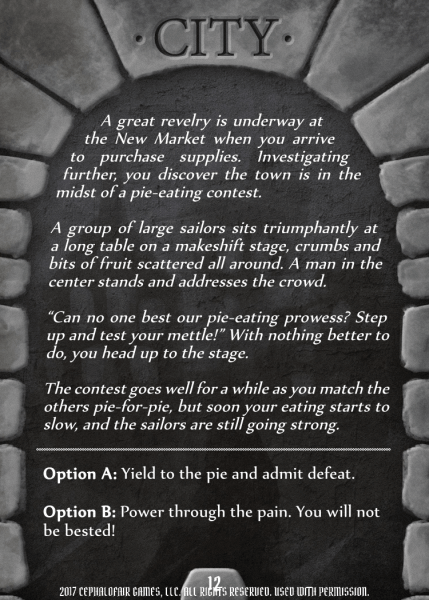 · CITY ·
A great revelry is underway at
the New Market when you arrive
to purchase supplies. Investigating
further, you discover the town is in the
midst of a pie-eating contest.
A group of large sailors sits triumphantly at
a long table on a makeshift stage, crumbs and
bits of fruit scattered all around. A man in the
center stands and addresses the crowd.
“Can no one best our pie-eating prowess? Step
up and test your mettle!” With nothing better to
do, you head up to the stage.
The contest goes well for a while as you match the
others pie-for-pie, but soon your eating starts to
slow, and the sailors are still going strong.
Option A: Yield to the pie and admit defeat.
Option B: Power through the pain. You will not
be bested!
12
2017 CEPHALOFAIR GAMES, LLC. ALL RIGHTS RESERVED. USED WITH PERMISSION.